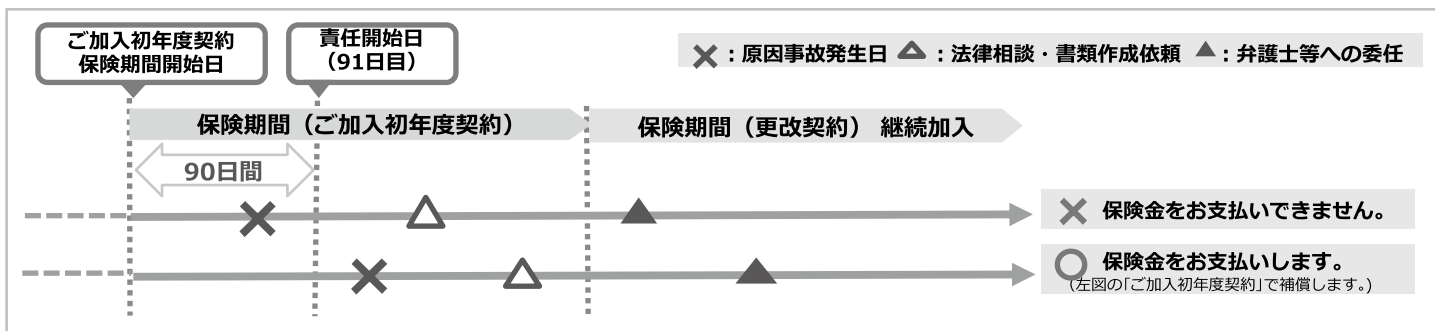 ご加入初年度契約
保険期間開始日
責任開始日
（91日目）
×：原因事故発生日 △：法律相談・書類作成依頼 ▲：弁護士等への委任
保険期間（ご加入初年度契約）
保険期間（更改契約） 継続加入
90日間
× 保険金をお支払いできません。
○ 保険金をお支払いします。
（左図の「ご加入初年度契約」で補償します。）